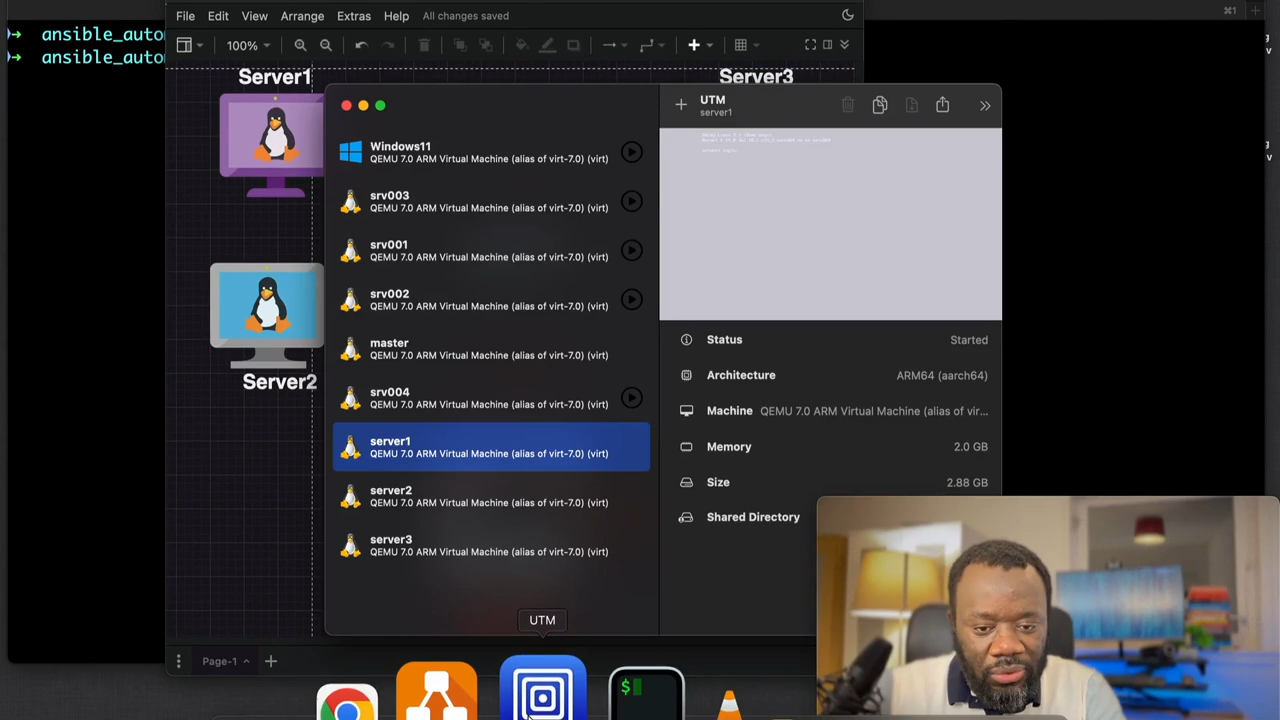 File Edit View Arrange Extras Help All changes saved
⌘1
ansible_auto
ansible_auto
100%
Server1
Server3
Server2
UTM
server1
Windows11
QEMU 7.0 ARM Virtual Machine (alias of virt-7.0) (virt)
srv003
QEMU 7.0 ARM Virtual Machine (alias of virt-7.0) (virt)
srv001
QEMU 7.0 ARM Virtual Machine (alias of virt-7.0) (virt)
srv002
QEMU 7.0 ARM Virtual Machine (alias of virt-7.0) (virt)
master
QEMU 7.0 ARM Virtual Machine (alias of virt-7.0) (virt)
srv004
QEMU 7.0 ARM Virtual Machine (alias of virt-7.0) (virt)
server1
QEMU 7.0 ARM Virtual Machine (alias of virt-7.0) (virt)
server2
QEMU 7.0 ARM Virtual Machine (alias of virt-7.0) (virt)
server3
QEMU 7.0 ARM Virtual Machine (alias of virt-7.0) (virt)
Status Started
Architecture ARM64 (aarch64)
Machine QEMU 7.0 ARM Virtual Machine (alias of vir...
Memory 2.0 GB
Size 2.88 GB
Shared Directory
UTM
Page-1
$